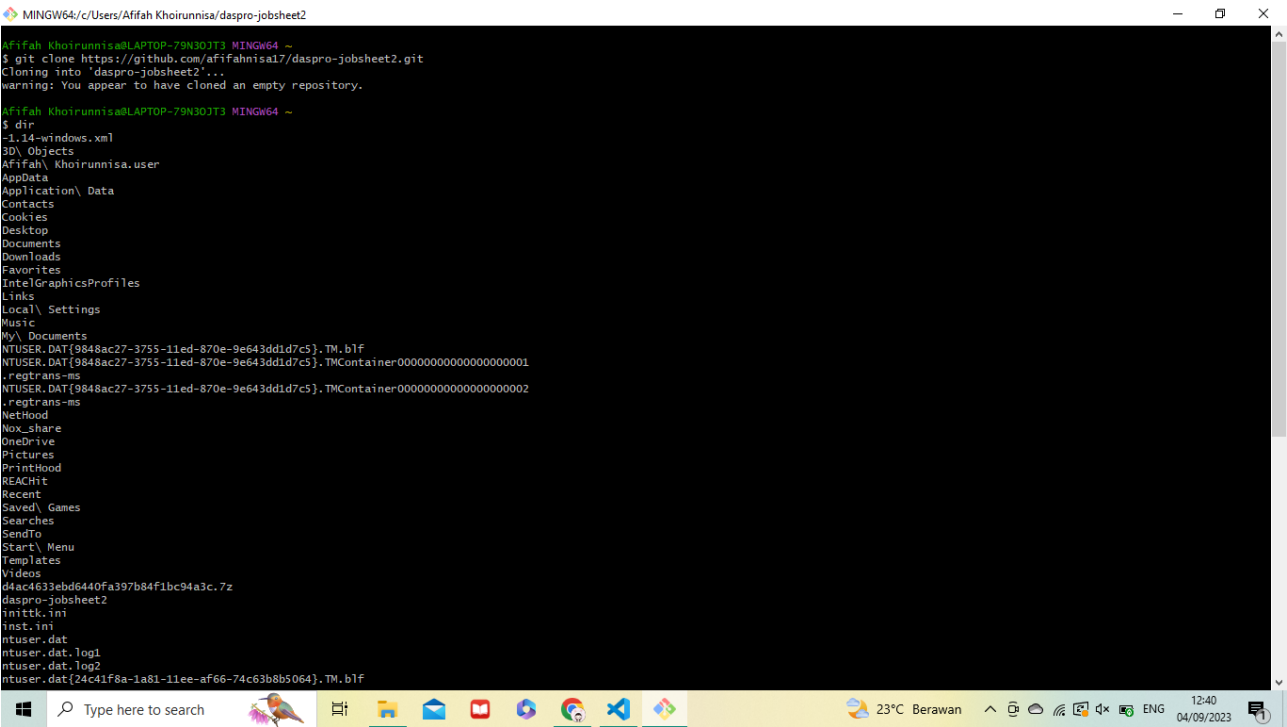 MINGW64:/c/Users/Afifah Khoirunnisa/daspro-jobsheet2
Afifah Khoirunnisa@LAPTOP-79N3OJT3 MINGW64 ~
$ git clone https://github.com/afifahnisa17/daspro-jobsheet2.git
Cloning into 'daspro-jobsheet2'...
warning: You appear to have cloned an empty repository.
Afifah Khoirunnisa@LAPTOP-79N3OJT3 MINGW64 ~
$ dir
-1.14-windows.xml
3D\ Objects
Afifah\ Khoirunnisa.user
AppData
Application\ Data
Contacts
Cookies
Desktop
Documents
Downloads
Favorites
IntelGraphicsProfiles
Links
Local\ Settings
Music
My\ Documents
NTUSER.DAT{9848ac27-3755-11ed-870e-9e643dd1d7c5}.TM.blf
NTUSER.DAT{9848ac27-3755-11ed-870e-9e643dd1d7c5}.TMContainer00000000000000000001
.regtrans-ms
NTUSER.DAT{9848ac27-3755-11ed-870e-9e643dd1d7c5}.TMContainer00000000000000000002
.regtrans-ms
NetHood
Nox_share
OneDrive
Pictures
PrintHood
REACHit
Recent
Saved\ Games
Searches
SendTo
Start\ Menu
Templates
Videos
d4ac4633ebd6440fa397b84f1bc94a3c.7z
daspro-jobsheet2
inittk.ini
inst.ini
ntuser.dat
ntuser.dat.log1
ntuser.dat.log2
ntuser.dat{24c41f8a-1a81-11ee-af66-74c63b8b5064}.TM.blf
Type here to search
23°C Berawan
ENG
12:40
04/09/2023
1